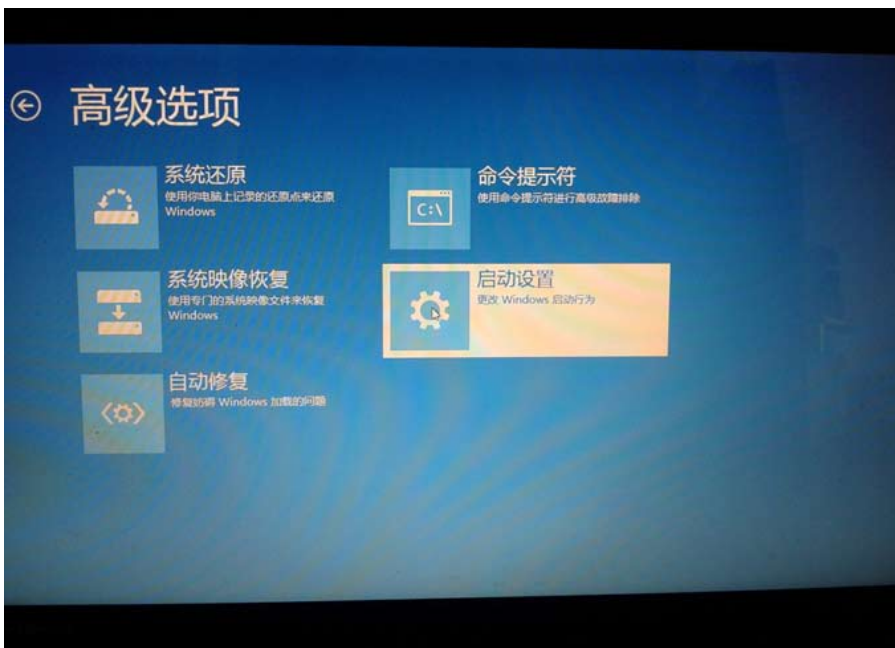 高级选项
系统还原
使用你电脑上记录的还原点来还原
Windows
命令提示符
使用命令提示符进行高级故障排除
C:\
系统映像恢复
使用专门的系统映像文件来恢复
Windows
启动设置
更改 Windows 启动行为
自动修复
修复妨碍 Windows 加载的问题